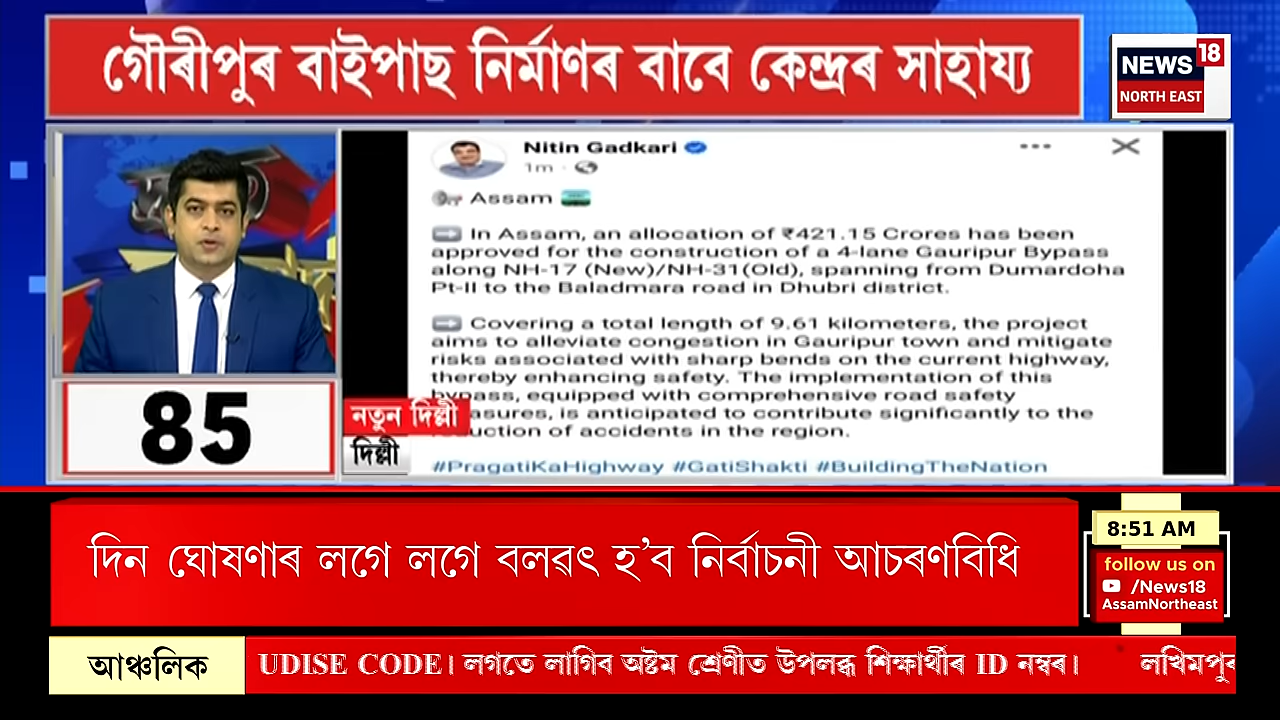 গৌৰীপুৰ বাইপাছ নিৰ্মাণৰ বাবে কেন্দ্ৰৰ সাহায্য
NEWS 18
NORTH EAST
Nitin Gadkari
1m
Assam
In Assam, an allocation of ₹421.15 Crores has been
approved for the construction of a 4-lane Gauripur Bypass
along NH-17 (New)/NH-31(Old), spanning from Dumardoha
Pt-II to the Baladmara road in Dhubri district.
Covering a total length of 9.61 kilometers, the project
aims to alleviate congestion in Gauripur town and mitigate
risks associated with sharp bends on the current highway,
thereby enhancing safety. The implementation of this
bypass, equipped with comprehensive road safety
asures, is anticipated to contribute significantly to the
uction of accidents in the region.
#PragatiKaHighway #GatiShakti #BuildingTheNation
85
নতুন দিল্লী
দিল্লী
দিন ঘোষণাৰ লগে লগে বলৱৎ হ'ব নিৰ্বাচনী আচৰণবিধি
8:51 AM
follow us on
/News18
AssamNortheast
আঞ্চলিক
UDISE CODE। লগতে লাগিব অষ্টম শ্ৰেণীত উপলব্ধ শিক্ষাৰ্থীৰ ID নম্বৰ। লখিমপুৰ